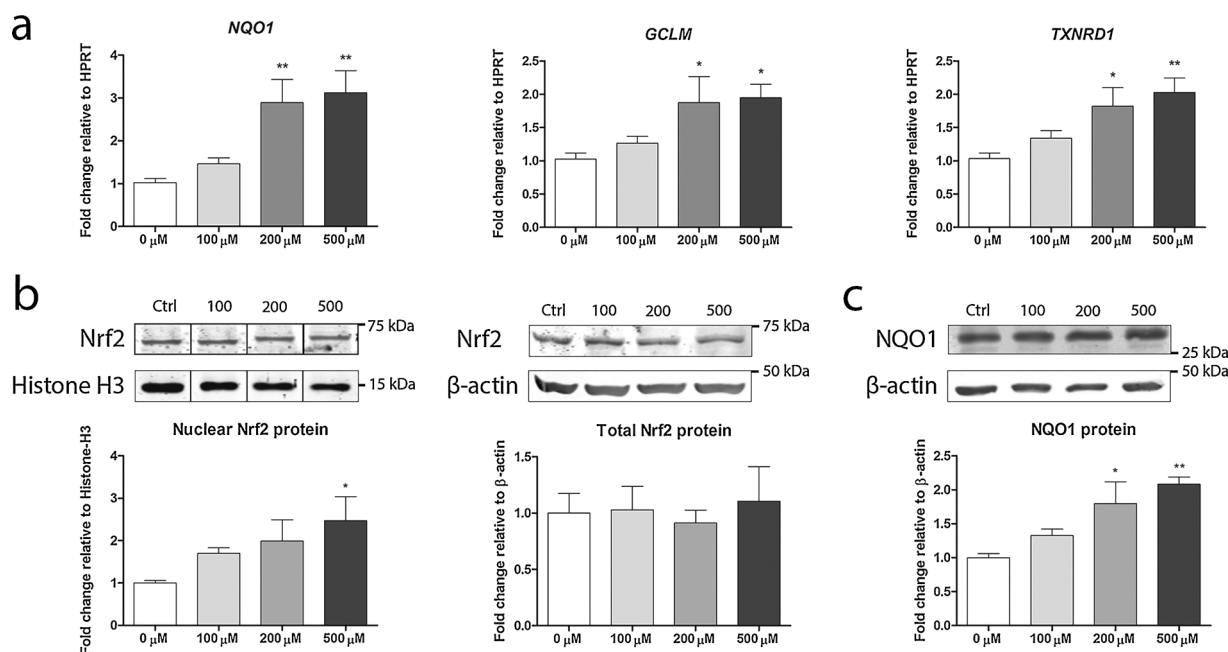 a
NQO1
Fold change relative to HPRT
4
3
2
1
0
**
**
0 μM
100 μM
200 μM
500 μM
GCLM
Fold change relative to HPRT
2.5
2.0
1.5
1.0
0.5
0.0
*
*
0 μM
100 μM
200 μM
500 μM
TXNRD1
Fold change relative to HPRT
2.5
2.0
1.5
1.0
0.5
0.0
*
**
0 μM
100 μM
200 μM
500 μM
b
Ctrl 100 200 500
Nrf2
75 kDa
Histone H3
15 kDa
Nuclear Nrf2 protein
Fold change relative to Histone-H3
4
3
2
1
0
*
0 μM
100 μM
200 μM
500 μM
Ctrl 100 200 500
Nrf2
75 kDa
50 kDa
β-actin
Total Nrf2 protein
Fold change relative to β-actin
1.5
1.0
0.5
0.0
0 μM
100 μM
200 μM
500 μM
c
Ctrl 100 200 500
NQO1
25 kDa
50 kDa
β-actin
NQO1 protein
Fold change relative to β-actin
2.5
2.0
1.5
1.0
0.5
0.0
*
**
0 μM
100 μM
200 μM
500 μM